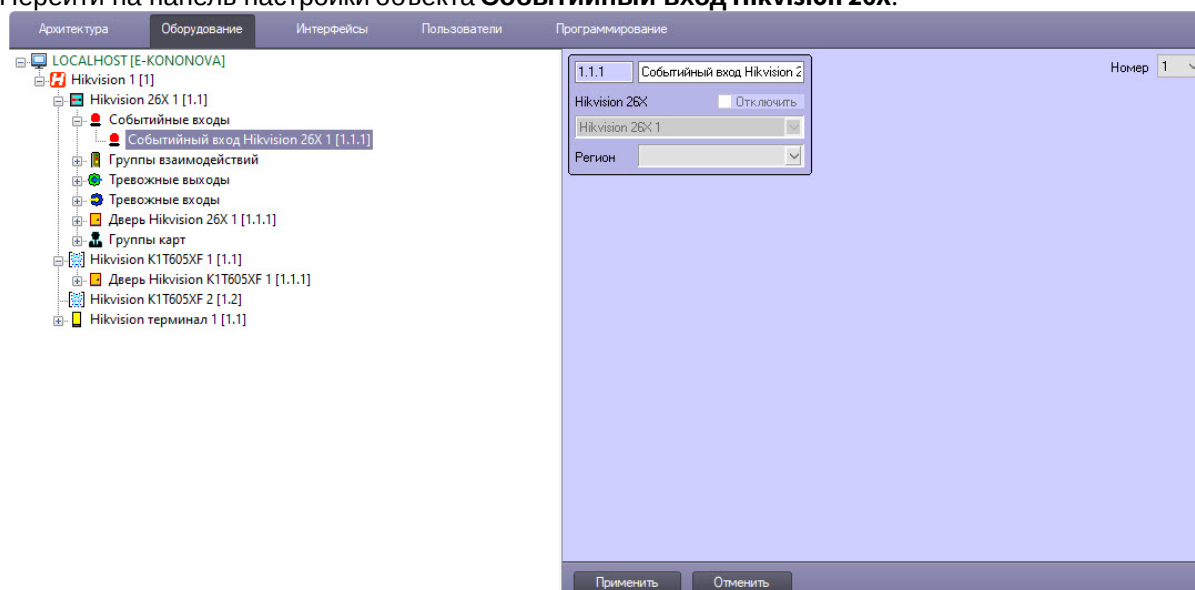 Перейти на панель настройки объекта Событийный вход Hikvision 26x.
Архитектура Оборудование Интерфейсы Пользователи Программирование
LOCALHOST [E-KONONOVA]
Hikvision 1 [1]
Hikvision 26X 1 [1.1]
Событийные входы
Событийный вход Hikvision 26X 1 [1.1.1]
Группы взаимодействий
Тревожные выходы
Тревожные входы
Дверь Hikvision 26X 1 [1.1.1]
Группы карт
Hikvision K1T605XF 1 [1.1]
Дверь Hikvision K1T605XF 1 [1.1.1]
Hikvision K1T605XF 2 [1.2]
Hikvision терминал 1 [1.1]
1.1.1 Событийный вход Hikvision 2
Номер 1
Hikvision 26X Отключить
Hikvision 26X 1
Регион
Применить Отменить